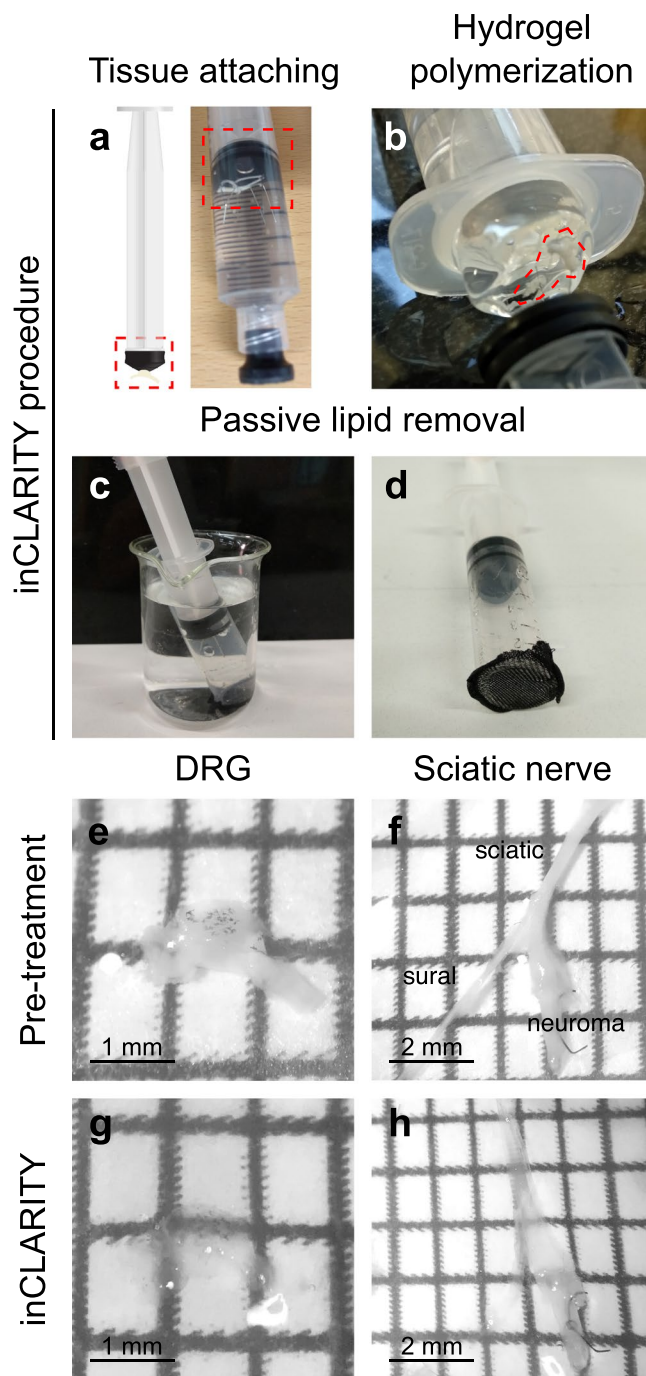 Tissue attaching
Hydrogel
polymerization
inCLARITY procedure
a
b
Passive lipid removal
c
d
DRG
Sciatic nerve
Pre-treatment
e
1 mm
f
sciatic
sural
neuroma
2 mm
inCLARITY
g
1 mm
h
2 mm